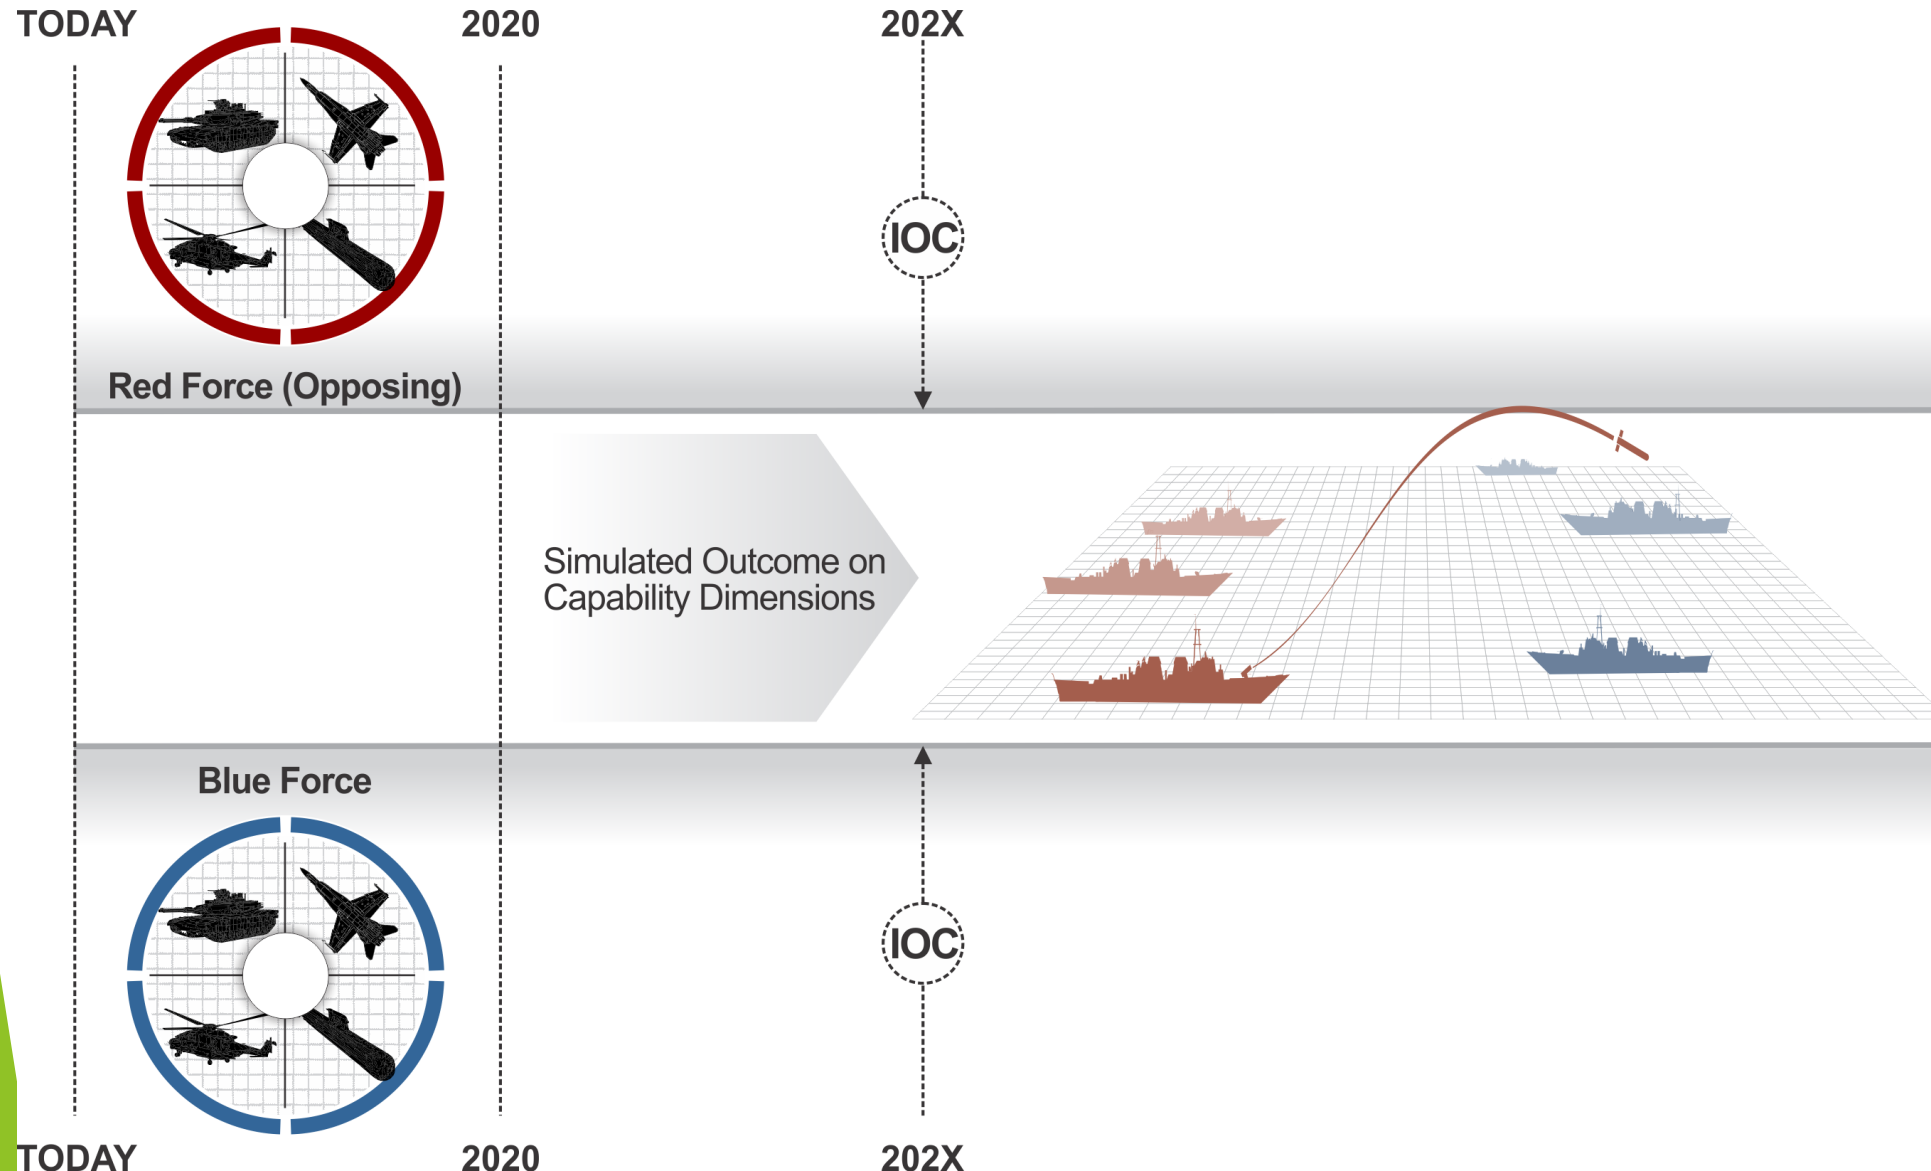 TODAY
2020
202X
IOC
Red Force (Opposing)
Simulated Outcome on
Capability Dimensions
Blue Force
IOC
TODAY
2020
202X